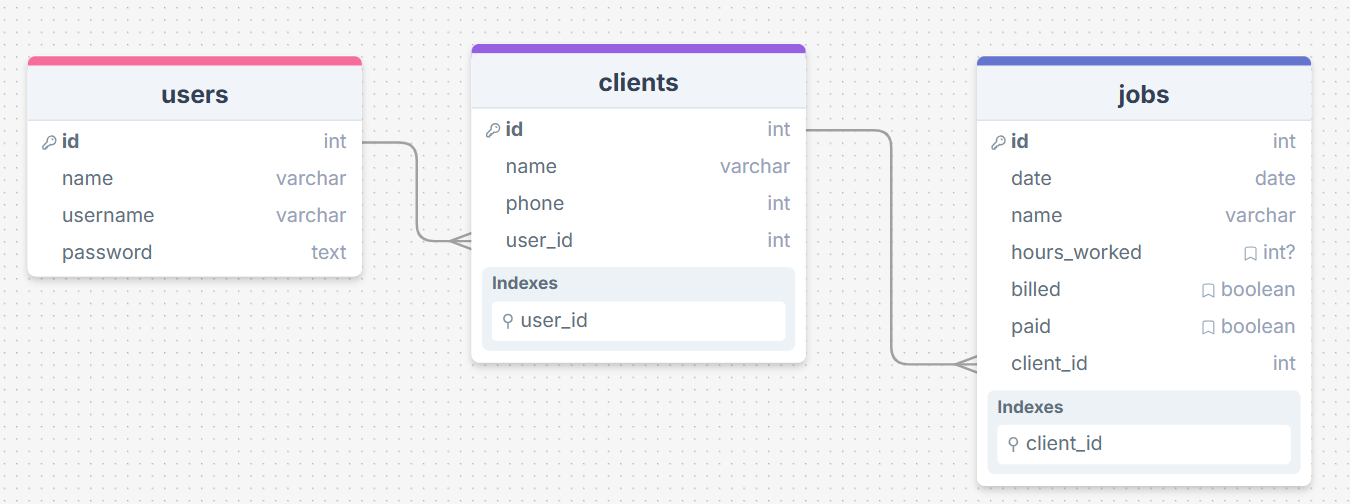 users
id int
name varchar
username varchar
password text
clients
id int
name varchar
phone int
user_id int
Indexes
user_id
jobs
id int
date date
name varchar
hours_worked int?
billed boolean
paid boolean
client_id int
Indexes
client_id